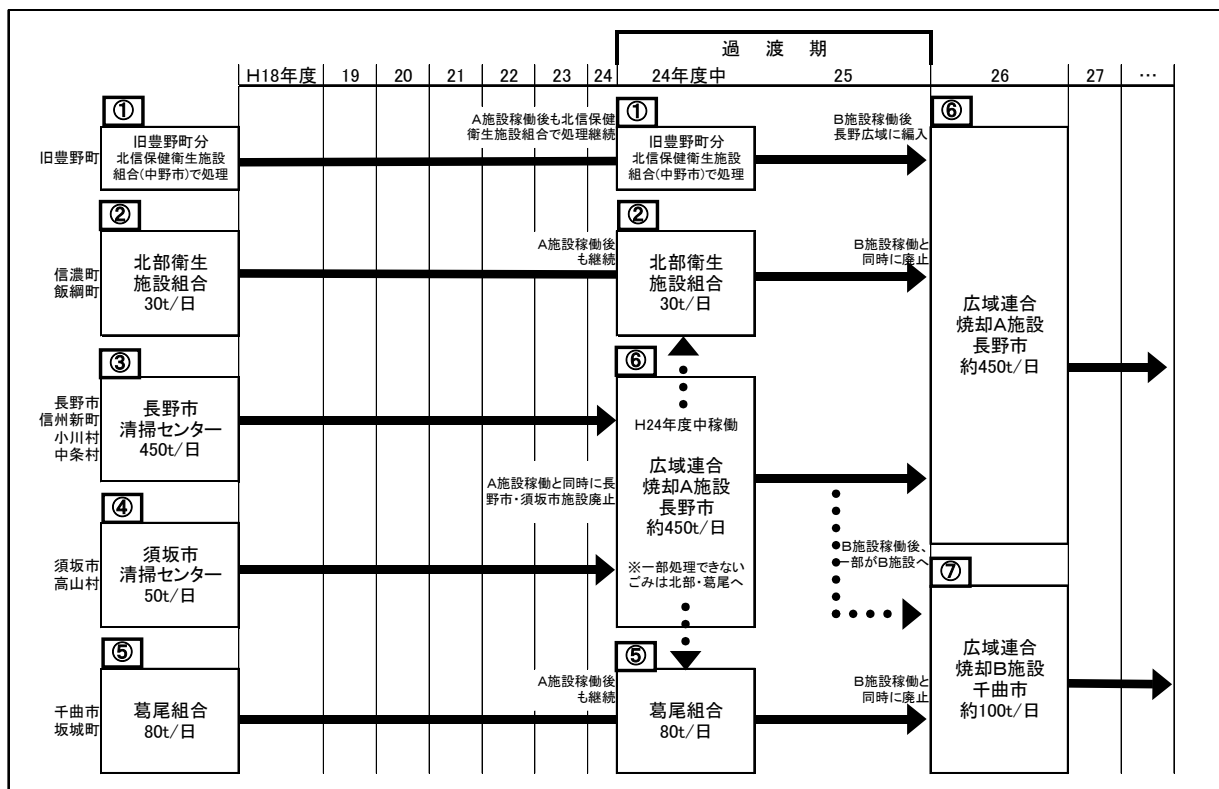 過　渡　期
H18年度 19 20 21 22 23 24 24年度中 25 26 27 …
①
旧豊野町
旧豊野町分
北信保健衛生施設
組合(中野市)で処理
A施設稼働後も北信保健
衛生施設組合で処理継続
①
旧豊野町分
北信保健衛生施設
組合(中野市)で処理
B施設稼働後
長野広域に編入
⑥
広域連合
焼却A施設
長野市
約450t/日
②
信濃町
飯綱町
北部衛生
施設組合
30t/日
A施設稼働後
も継続
②
北部衛生
施設組合
30t/日
B施設稼働と
同時に廃止
③
長野市
信州新町
小川村
中条村
長野市
清掃センター
450t/日
⑥
H24年度中稼働
広域連合
焼却A施設
長野市
約450t/日
※一部処理できない
ごみは北部・葛尾へ
A施設稼働と同時に長
野市・須坂市施設廃止
④
須坂市
高山村
須坂市
清掃センター
50t/日
B施設稼働後、
一部がB施設へ
⑦
広域連合
焼却B施設
千曲市
約100t/日
⑤
千曲市
坂城町
葛尾組合
80t/日
A施設稼働後
も継続
⑤
葛尾組合
80t/日
B施設稼働と
同時に廃止